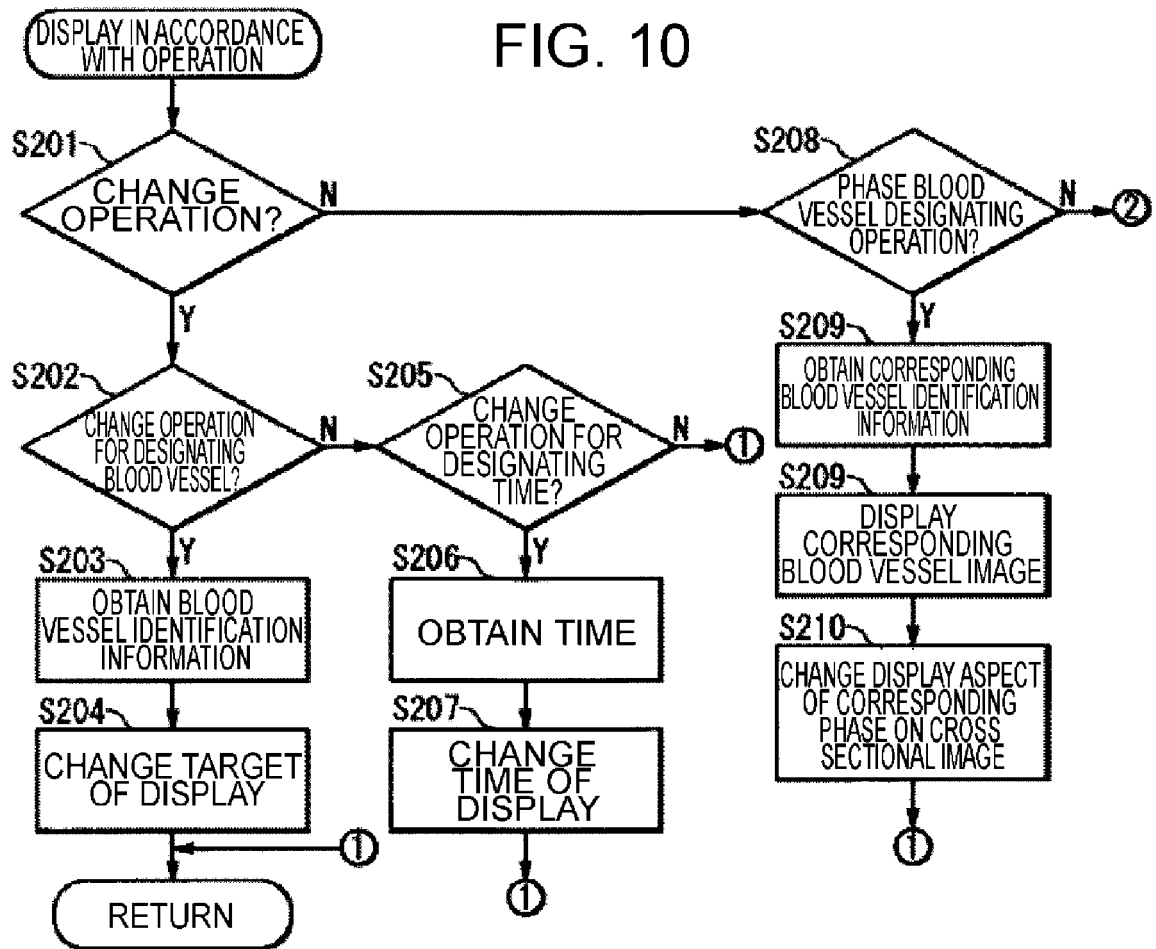 FIG. 10
DISPLAY IN ACCORDANCE
WITH OPERATION
S201
CHANGE
OPERATION?
N
Y
S202
CHANGE OPERATION
FOR DESIGNATING
BLOOD VESSEL?
N
Y
S203
OBTAIN BLOOD
VESSEL IDENTIFICATION
INFORMATION
S204
CHANGE TARGET
OF DISPLAY
1
RETURN
S205
CHANGE
OPERATION FOR
DESIGNATING
TIME?
N
1
Y
S206
OBTAIN TIME
S207
CHANGE
TIME OF
DISPLAY
1
S208
PHASE BLOOD
VESSEL DESIGNATING
OPERATION?
N
2
Y
S209
OBTAIN CORRESPONDING
BLOOD VESSEL IDENTIFICATION
INFORMATION
S209
DISPLAY
CORRESPONDING
BLOOD VESSEL IMAGE
S210
CHANGE DISPLAY ASPECT
OF CORRESPONDING
PHASE ON CROSS
SECTIONAL IMAGE
1